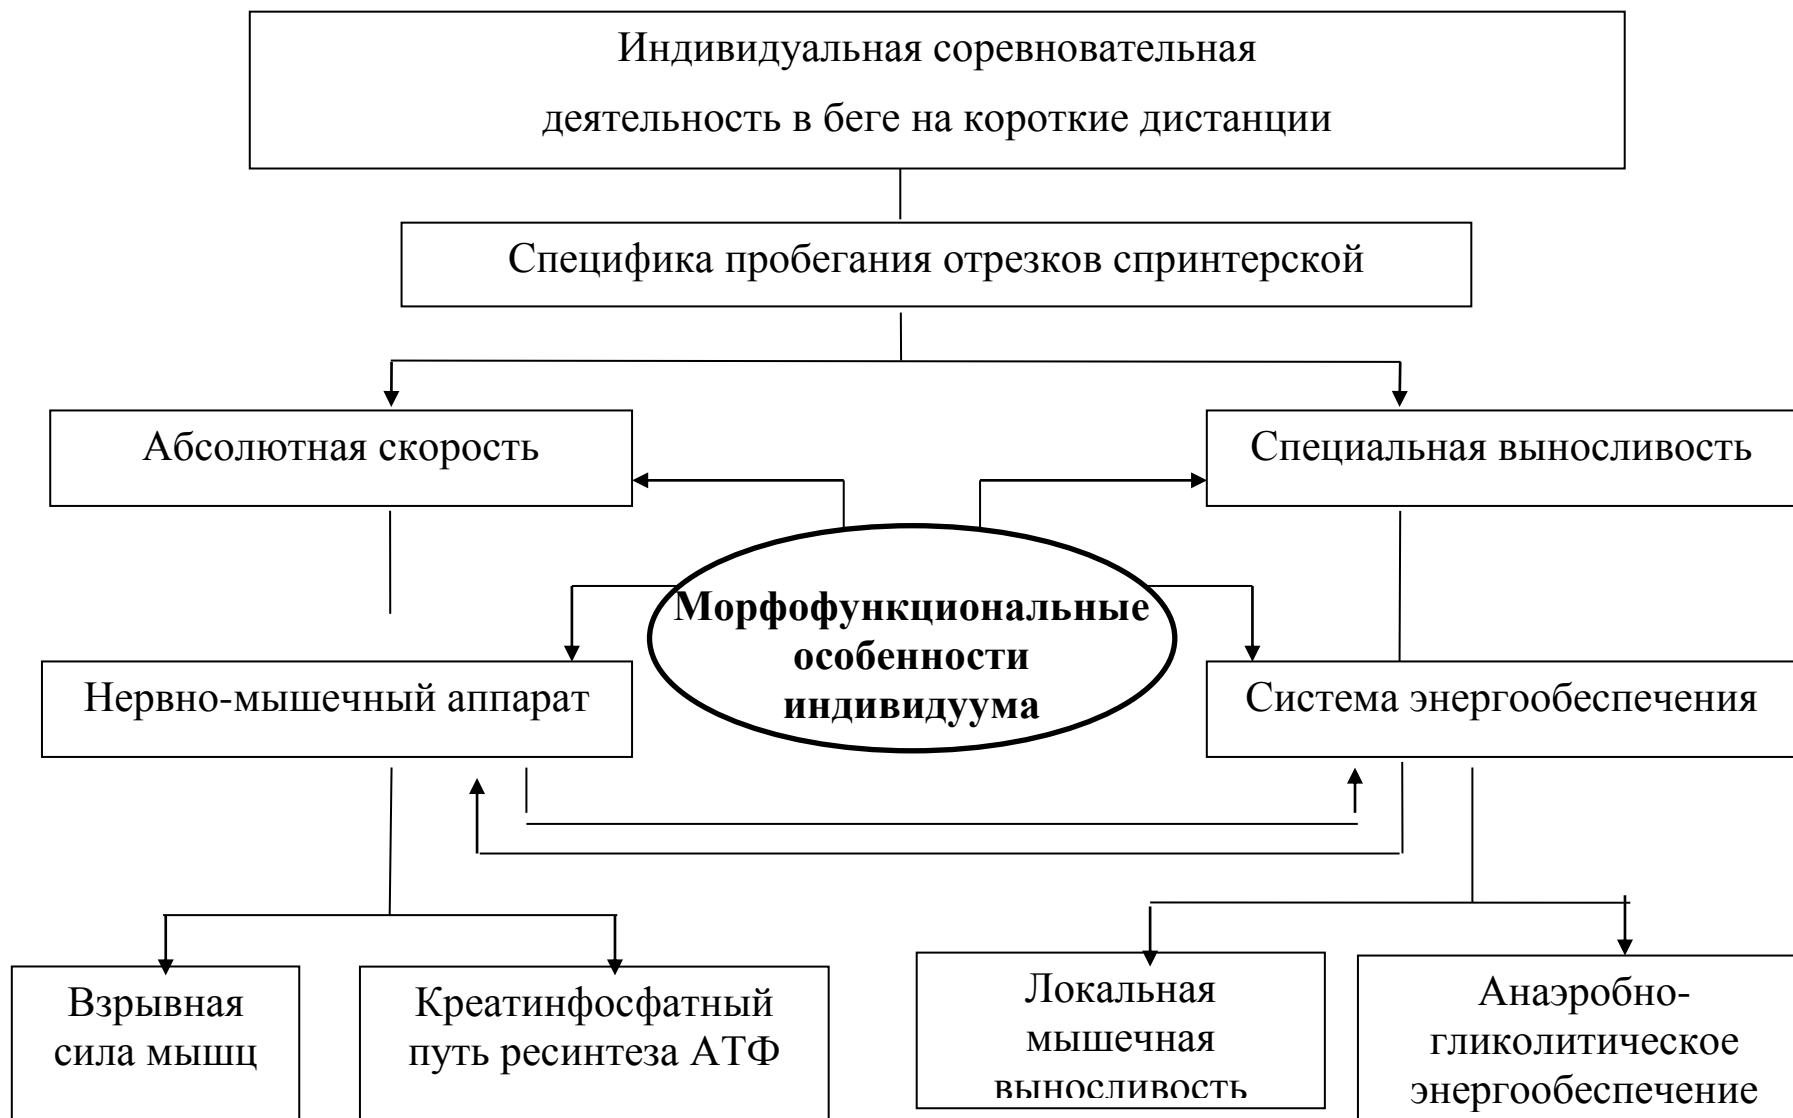 Индивидуальная соревновательная
деятельность в беге на короткие дистанции
Специфика пробегания отрезков спринтерской
Абсолютная скорость
Специальная выносливость
Морфофункциональные
особенности
индивидуума
Нервно-мышечный аппарат
Система энергообеспечения
Взрывная
сила мышц
Креатинфосфатный
путь ресинтеза АТФ
Локальная
мышечная
выносливость
Анаэробно-
гликолитическое
энергообеспечение